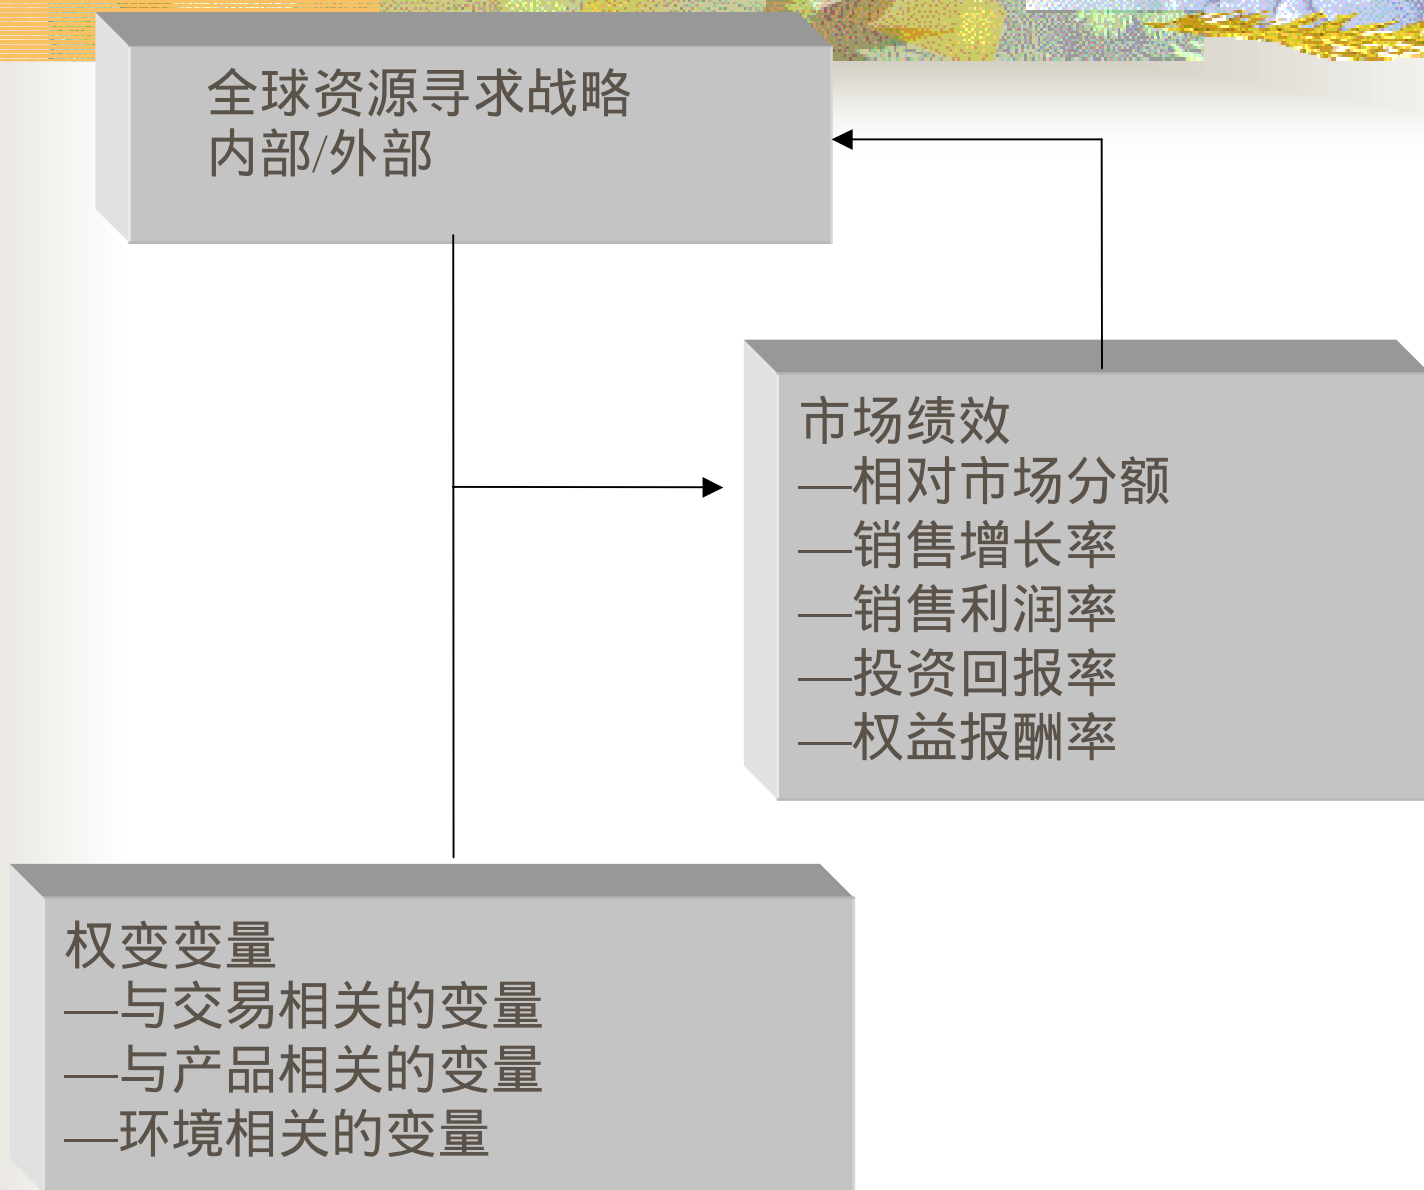 全球资源寻求战略
内部/外部
市场绩效
—相对市场分额
—销售增长率
—销售利润率
—投资回报率
—权益报酬率
权变变量
—与交易相关的变量
—与产品相关的变量
—环境相关的变量